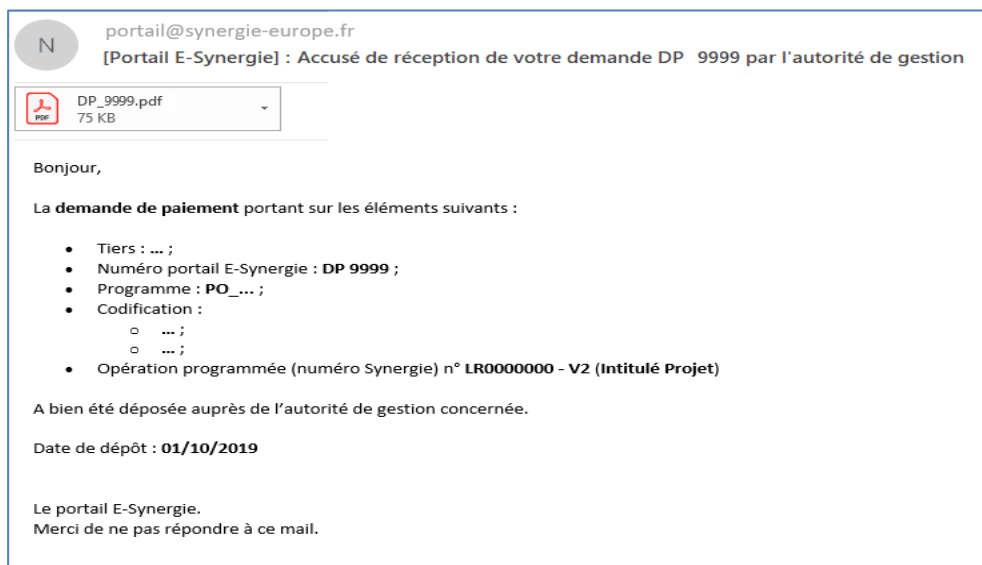 N
portail@synergie-europe.fr
[Portail E-Synergie] : Accusé de réception de votre demande DP 9999 par l'autorité de gestion
PDF
DP_9999.pdf
75 KB
Bonjour,
La demande de paiement portant sur les éléments suivants :
• Tiers : ... ;
• Numéro portail E-Synergie : DP 9999 ;
• Programme : PO_... ;
• Codification :
o ... ;
o ... ;
• Opération programmée (numéro Synergie) n° LR0000000 - V2 (Intitulé Projet)
A bien été déposée auprès de l’autorité de gestion concernée.
Date de dépôt : 01/10/2019
Le portail E-Synergie.
Merci de ne pas répondre à ce mail.